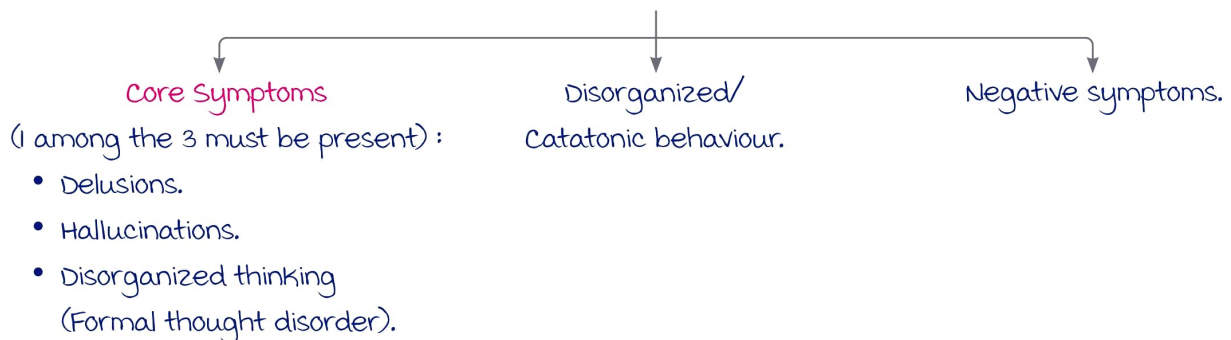 Core Symptoms
(1 among the 3 must be present) :
• Delusions.
• Hallucinations.
• Disorganized thinking
(Formal thought disorder).
Disorganized/
Catatonic behaviour.
Negative symptoms.